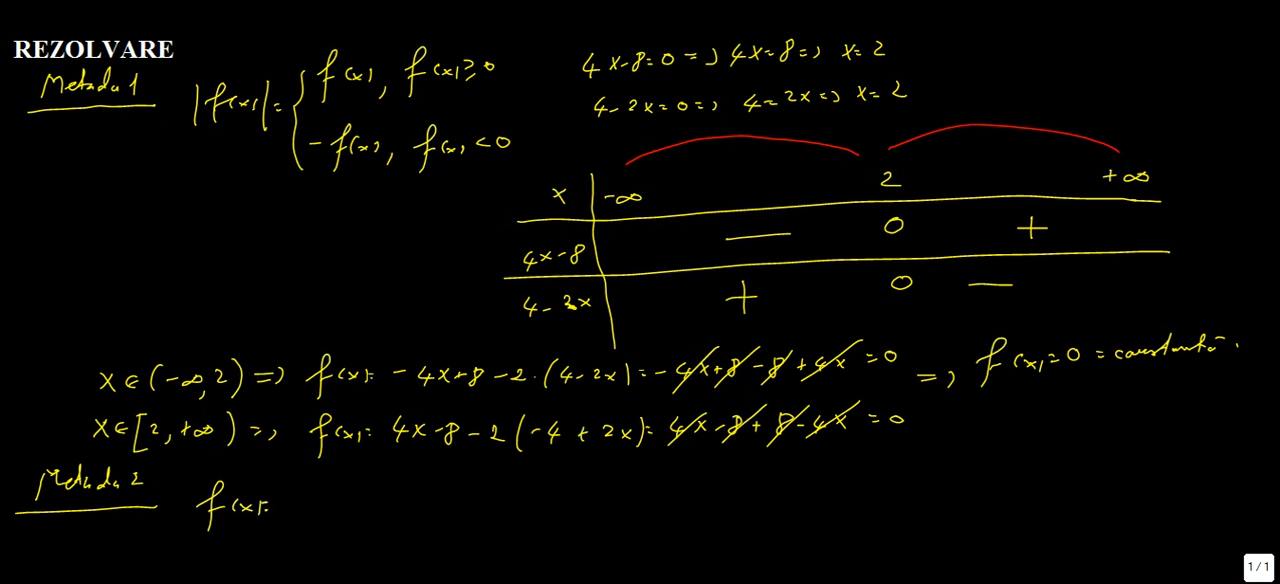 REZOLVARE
Metoda 1
|f(x)| = { f(x), f(x) ≥ 0
-f(x), f(x) < 0
4x-8=0 => 4x=8 => x=2
4-2x=0 => 4=2x => x=2
x | -∞ 2 +∞
4x-8 | — 0 +
4-2x | + 0 —
x∈(-∞,2) => f(x)= -4x+8-2·(4-2x)= -4x+8-8+4x=0
=> f(x)=0 = constantă.
x∈[2,+∞) => f(x)= 4x-8-2(-4+2x)= 4x-8+8-4x=0
Metoda 2
f(x)=
1/1